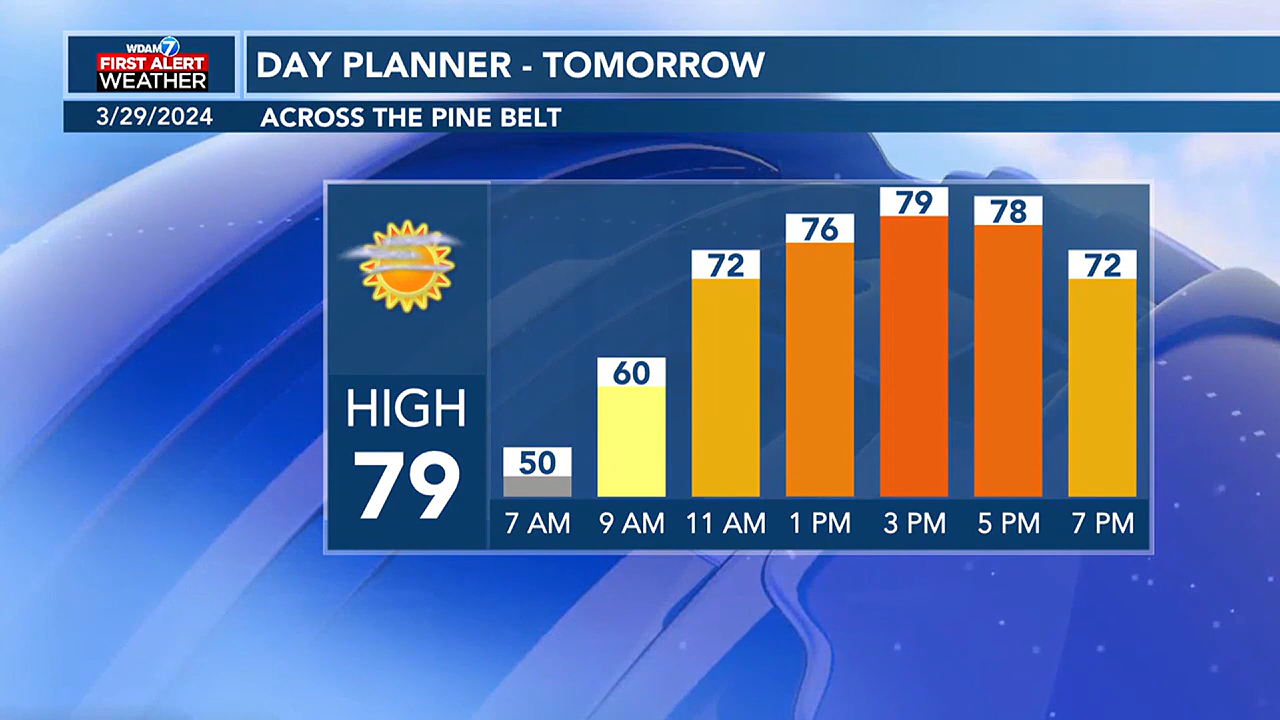 WDAM 7
FIRST ALERT
WEATHER
DAY PLANNER - TOMORROW
3/29/2024
ACROSS THE PINE BELT
HIGH
79
50
60
72
76
79
78
72
7 AM
9 AM
11 AM
1 PM
3 PM
5 PM
7 PM